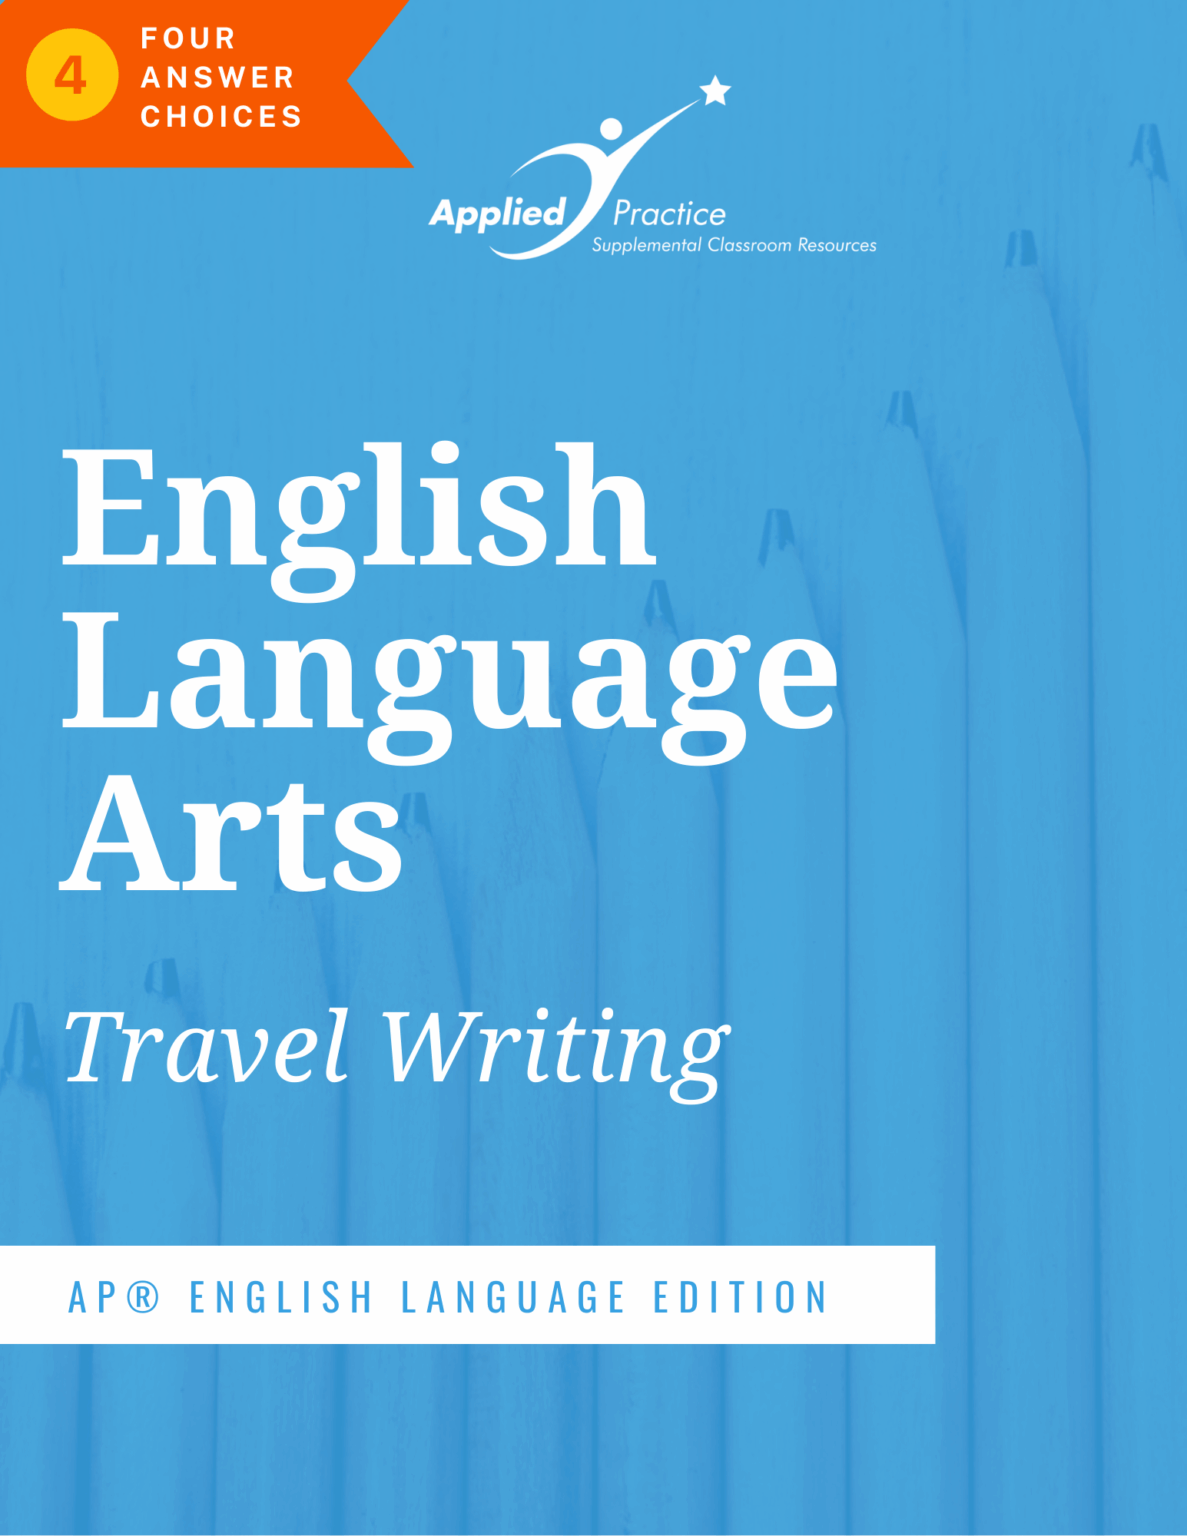 4
FOUR
ANSWER
CHOICES
Applied Practice
Supplemental Classroom Resources
English
Language
Arts
Travel Writing
AP® ENGLISH LANGUAGE EDITION